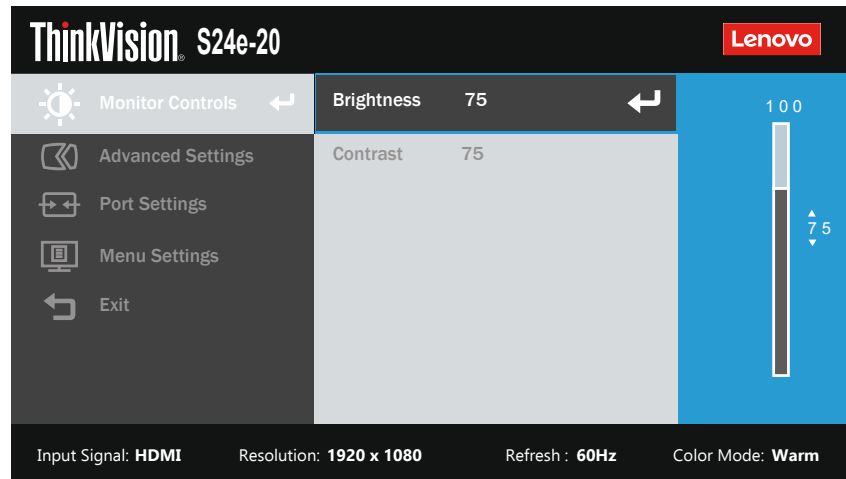 ThinkVision® S24e-20
Lenovo
Monitor Controls
Advanced Settings
Port Settings
Menu Settings
Exit
Brightness 75
Contrast 75
100
75
Input Signal: HDMI Resolution: 1920 x 1080 Refresh : 60Hz Color Mode: Warm